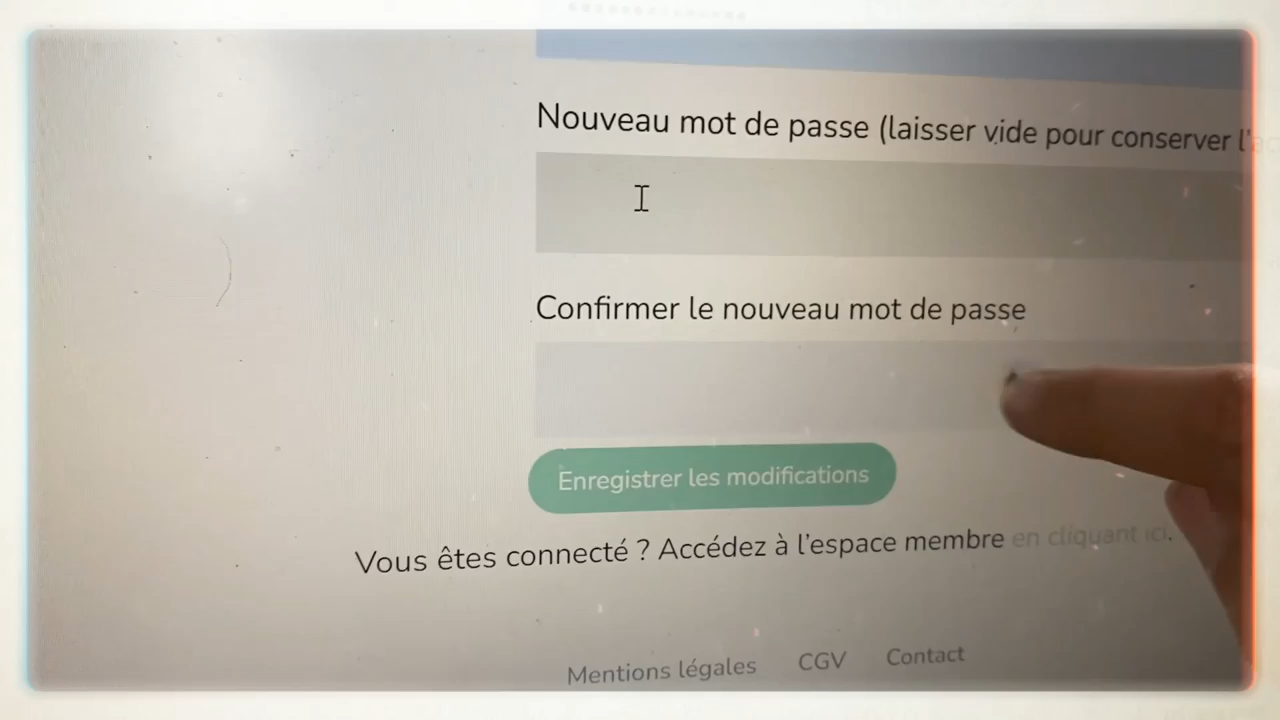 Nouveau mot de passe (laisser vide pour conserver l'ac
Confirmer le nouveau mot de passe
Enregistrer les modifications
Vous êtes connecté ? Accédez à l'espace membre en cliquant ici.
Mentions légales CGV Contact